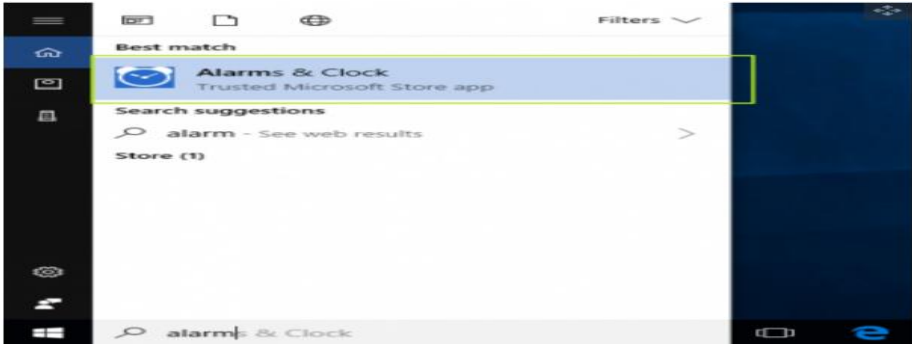 Filters
Best match
Alarms & Clock
Trusted Microsoft Store app
Search suggestions
alarm - See web results
Store (1)
alarms & Clock